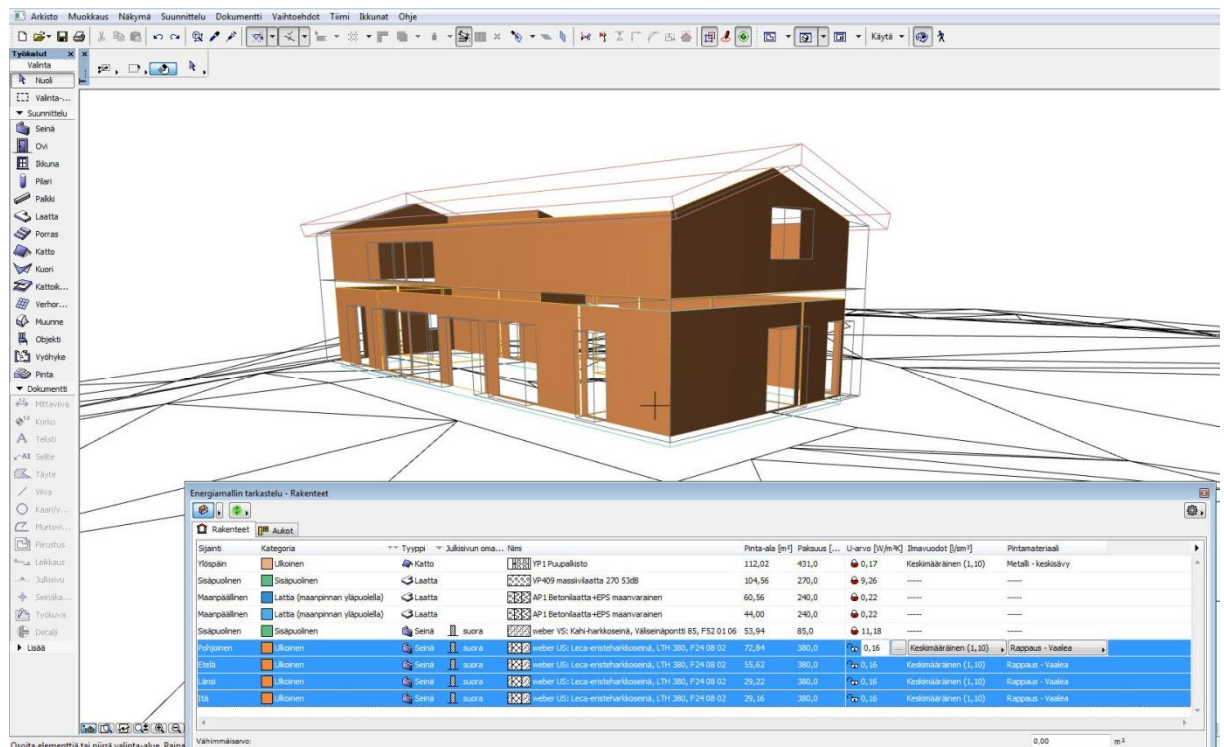 Arkisto Muokkaus Näkymä Suunnittelu Dokumentti Vaihtoehdot Tiimi Ikkunat Ohje
Käytä
Työkalut
Valinta
Nuoli
Valinta-...
Suunnittelu
Seinä
Ovi
Ikkuna
Pilari
Palkki
Laatta
Porras
Katto
Kuori
Kattoik...
Verhor...
Muunne
Objekti
Vyöhyke
Pinta
Dokumentti
Mittaviiva
Korko
Teksti
Selite
Täyte
Viiva
Kaari/y...
Murtovi...
Piirustus
Leikkaus
Julkisivu
Seinäka...
Työkuva
Detalji
Lisää
Energiamallin tarkastelu - Rakenteet
Rakenteet Aukot
Sijainti Kategoria Tyyppi Julkisivun oma... Nimi Pinta-ala [m²] Paksuus [... U-arvo [W/m²K] Ilmavuodot [l/sm²] Pintamateriaali
Ylöspäin Ulkoinen Katto YP1 Puupalkisto 112,02 431,0 0,17 Keskimääräinen (1,10) Metalli - keskisävy
Sisäpuolinen Sisäpuolinen Laatta VP409 massiivilaatta 270 53dB 104,56 270,0 9,26 ----- -----
Maanpäällinen Lattia (maanpinnan yläpuolella) Laatta AP1 Betonilaatta+EPS maanvarainen 60,56 240,0 0,22 ----- -----
Maanpäällinen Lattia (maanpinnan yläpuolella) Laatta AP1 Betonilaatta+EPS maanvarainen 44,00 240,0 0,22 ----- -----
Sisäpuolinen Sisäpuolinen Seinä suora weber VS: Kahi-harkkoseinä, Väliseinäpontti 85, F52 01 06 53,94 85,0 11,18 ----- -----
Pohjoinen Ulkoinen Seinä suora weber US: Leca-eristeharkkoseinä, LTH 380, F24 08 02 72,84 380,0 0,16 ... Keskimääräinen (1,10) Rappaus - Vaalea
Etelä Ulkoinen Seinä suora weber US: Leca-eristeharkkoseinä, LTH 380, F24 08 02 55,62 380,0 0,16 Keskimääräinen (1,10) Rappaus - Vaalea
Länsi Ulkoinen Seinä suora weber US: Leca-eristeharkkoseinä, LTH 380, F24 08 02 29,22 380,0 0,16 Keskimääräinen (1,10) Rappaus - Vaalea
Itä Ulkoinen Seinä suora weber US: Leca-eristeharkkoseinä, LTH 380, F24 08 02 29,16 380,0 0,16 Keskimääräinen (1,10) Rappaus - Vaalea
Vähimmäisarvo: 0,00 m²
Osoita elementtiä tai piirrä valinta-alue. Paina